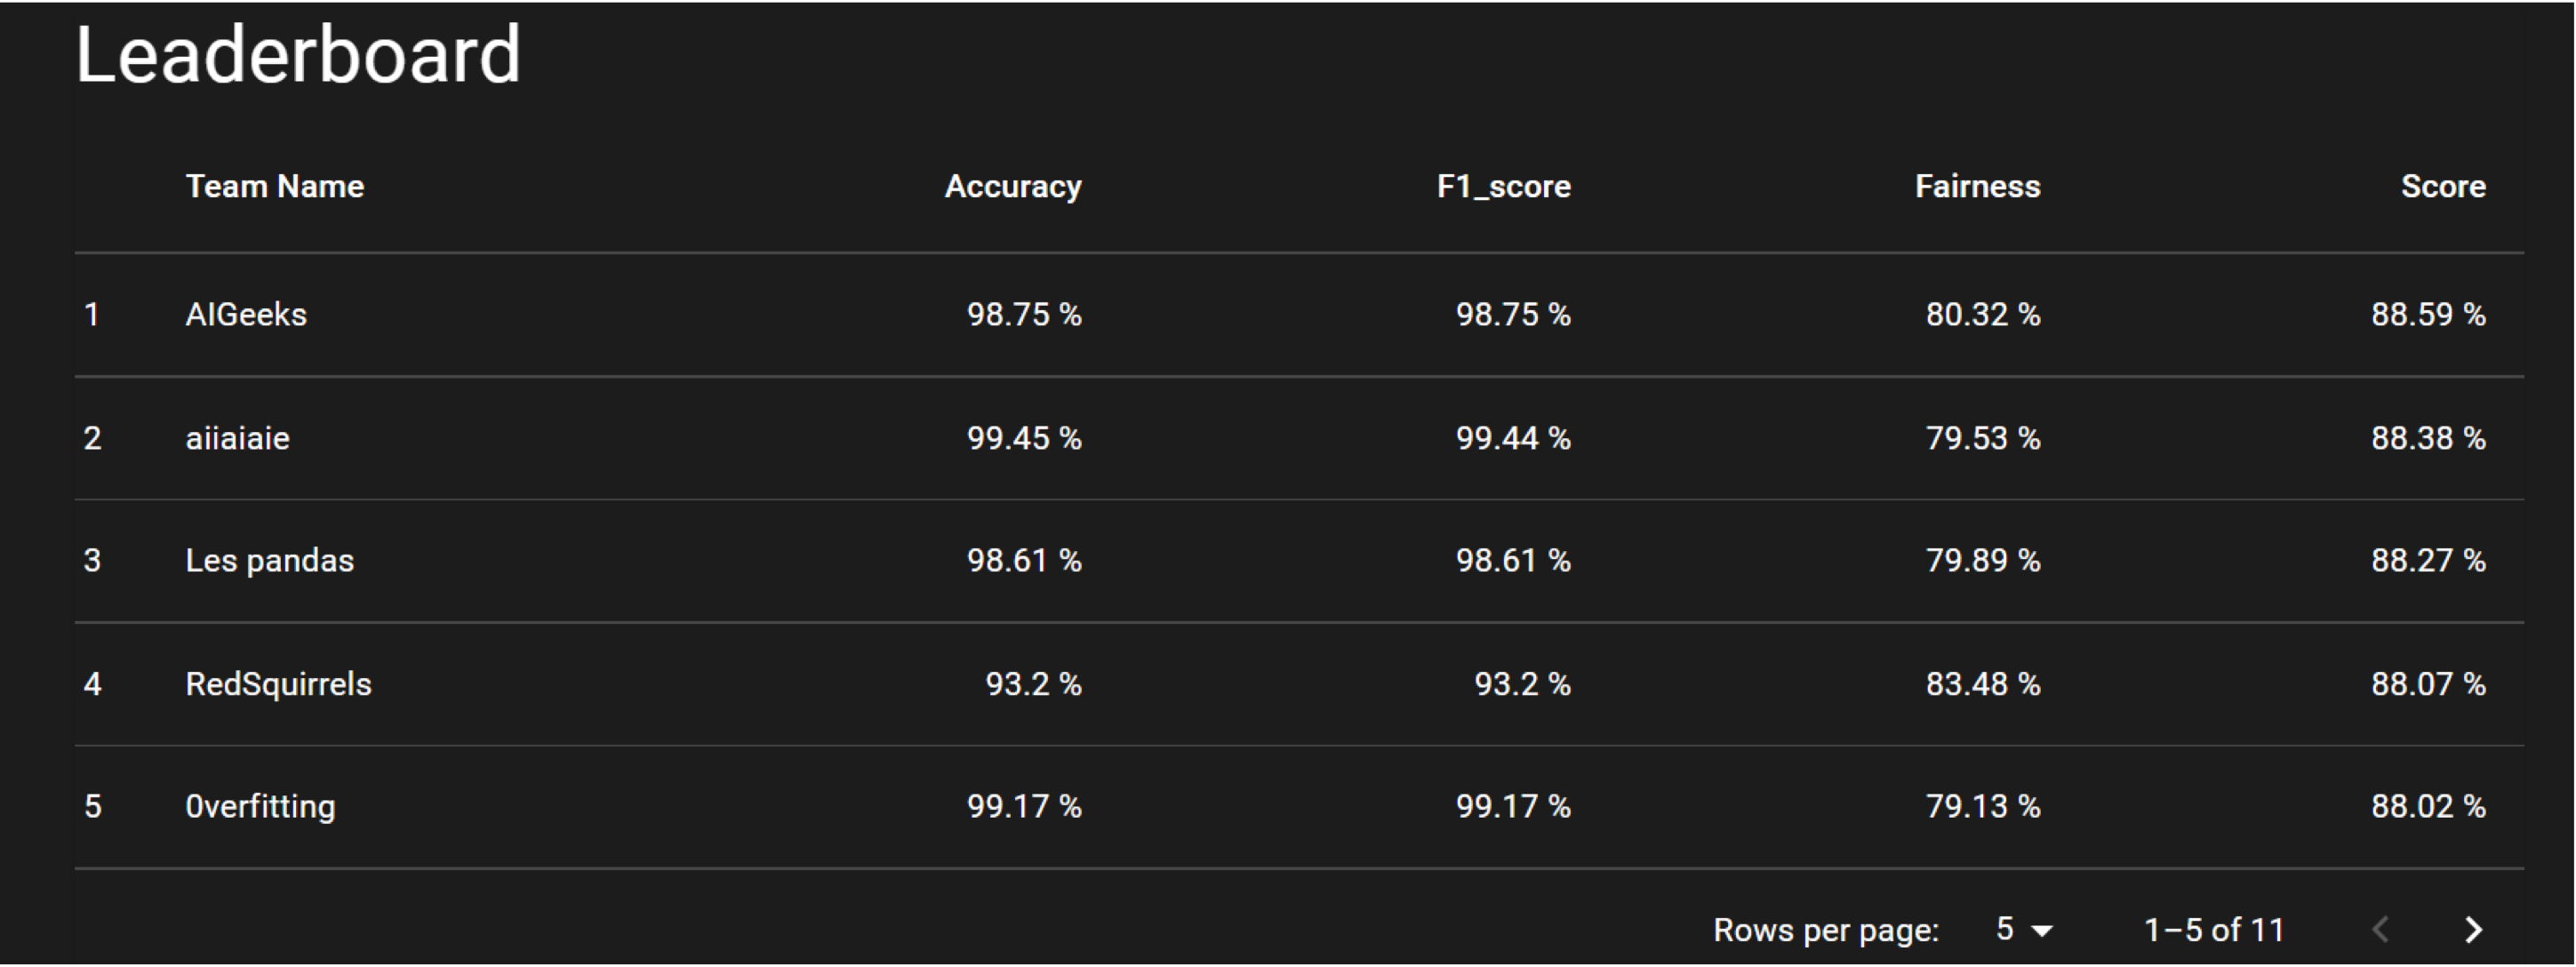 Leaderboard
Team Name Accuracy F1_score Fairness Score
1 AIGeeks 98.75 % 98.75 % 80.32 % 88.59 %
2 aiiaiaie 99.45 % 99.44 % 79.53 % 88.38 %
3 Les pandas 98.61 % 98.61 % 79.89 % 88.27 %
4 RedSquirrels 93.2 % 93.2 % 83.48 % 88.07 %
5 0verfitting 99.17 % 99.17 % 79.13 % 88.02 %
Rows per page: 5 1–5 of 11